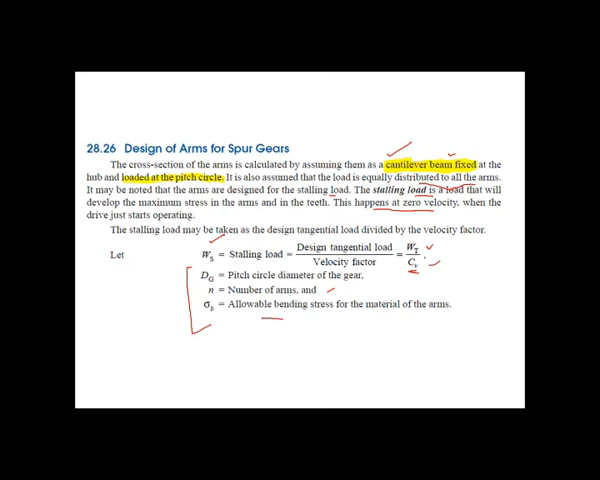 28.26 Design of Arms for Spur Gears
The cross-section of the arms is calculated by assuming them as a cantilever beam fixed at the
hub and loaded at the pitch circle. It is also assumed that the load is equally distributed to all the arms.
It may be noted that the arms are designed for the stalling load. The stalling load is a load that will
develop the maximum stress in the arms and in the teeth. This happens at zero velocity, when the
drive just starts operating.
The stalling load may be taken as the design tangential load divided by the velocity factor.
Let W_S = Stalling load = Design tangential load / Velocity factor = W_T / C_v,
D_G = Pitch circle diameter of the gear,
n = Number of arms, and
σ_b = Allowable bending stress for the material of the arms.